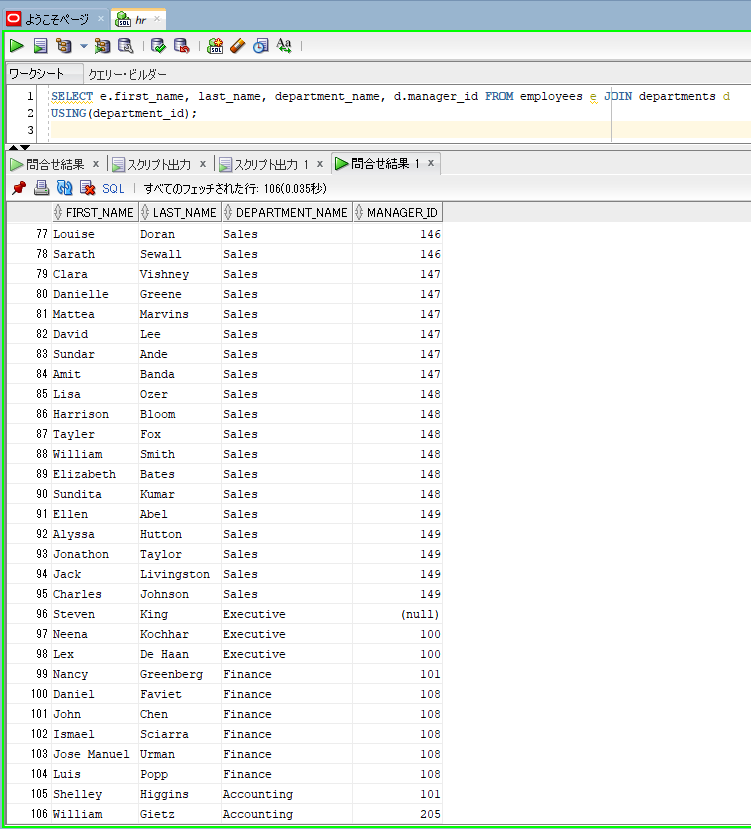 ようこそページ × hr ×
ワークシート クエリー・ビルダー
1 SELECT e.first_name, last_name, department_name, d.manager_id FROM employees e JOIN departments d
2 USING(department_id);
3
問合せ結果 × スクリプト出力 × スクリプト出力 1 × 問合せ結果 1 ×
SQL すべてのフェッチされた行: 106(0.035秒)
FIRST_NAME LAST_NAME DEPARTMENT_NAME MANAGER_ID
77 Louise Doran Sales 146
78 Sarath Sewall Sales 146
79 Clara Vishney Sales 147
80 Danielle Greene Sales 147
81 Mattea Marvins Sales 147
82 David Lee Sales 147
83 Sundar Ande Sales 147
84 Amit Banda Sales 147
85 Lisa Ozer Sales 148
86 Harrison Bloom Sales 148
87 Tayler Fox Sales 148
88 William Smith Sales 148
89 Elizabeth Bates Sales 148
90 Sundita Kumar Sales 148
91 Ellen Abel Sales 149
92 Alyssa Hutton Sales 149
93 Jonathon Taylor Sales 149
94 Jack Livingston Sales 149
95 Charles Johnson Sales 149
96 Steven King Executive (null)
97 Neena Kochhar Executive 100
98 Lex De Haan Executive 100
99 Nancy Greenberg Finance 101
100 Daniel Faviet Finance 108
101 John Chen Finance 108
102 Ismael Sciarra Finance 108
103 Jose Manuel Urman Finance 108
104 Luis Popp Finance 108
105 Shelley Higgins Accounting 101
106 William Gietz Accounting 205